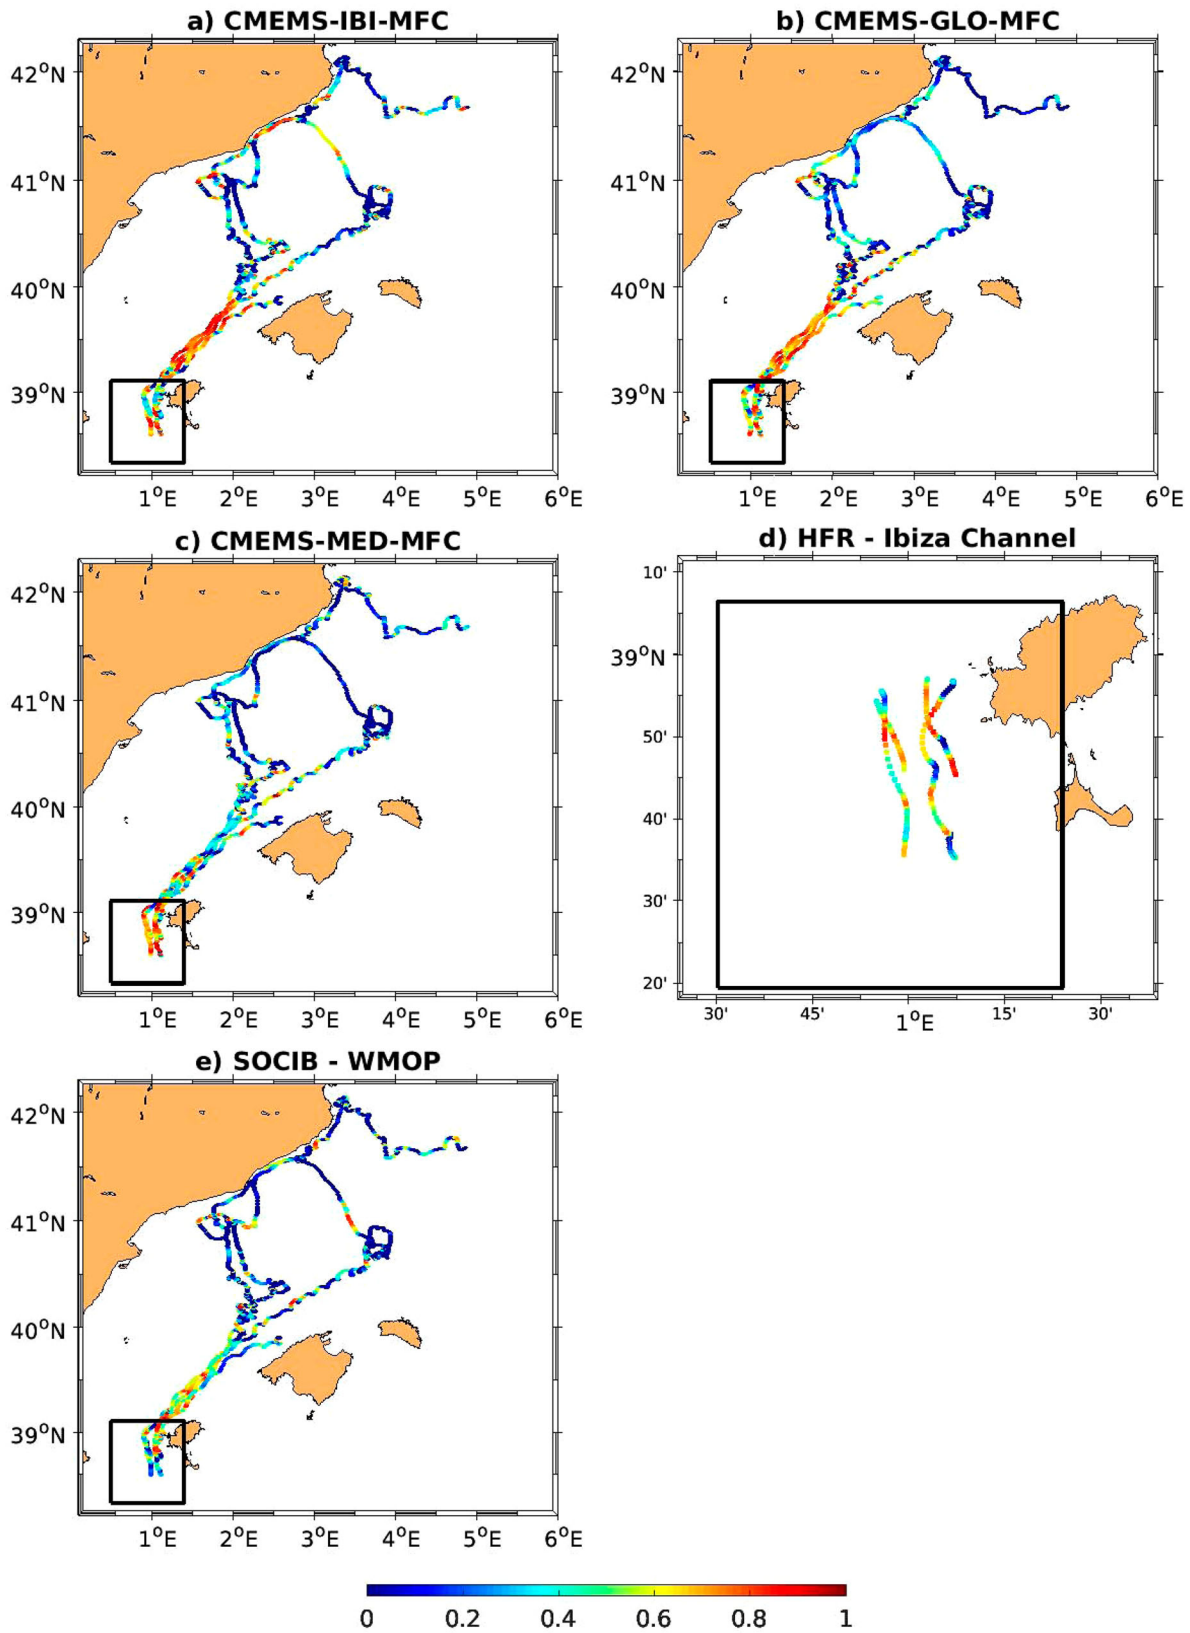 a) CMEMS-IBI-MFC
b) CMEMS-GLO-MFC
42°N
41°N
40°N
39°N
1°E 2°E 3°E 4°E 5°E 6°E
42°N
41°N
40°N
39°N
1°E 2°E 3°E 4°E 5°E 6°E
c) CMEMS-MED-MFC
d) HFR - Ibiza Channel
42°N
41°N
40°N
39°N
1°E 2°E 3°E 4°E 5°E 6°E
10'
39°N
50'
40'
30'
20'
30' 45' 1°E 15' 30'
e) SOCIB - WMOP
42°N
41°N
40°N
39°N
1°E 2°E 3°E 4°E 5°E 6°E
0 0.2 0.4 0.6 0.8 1